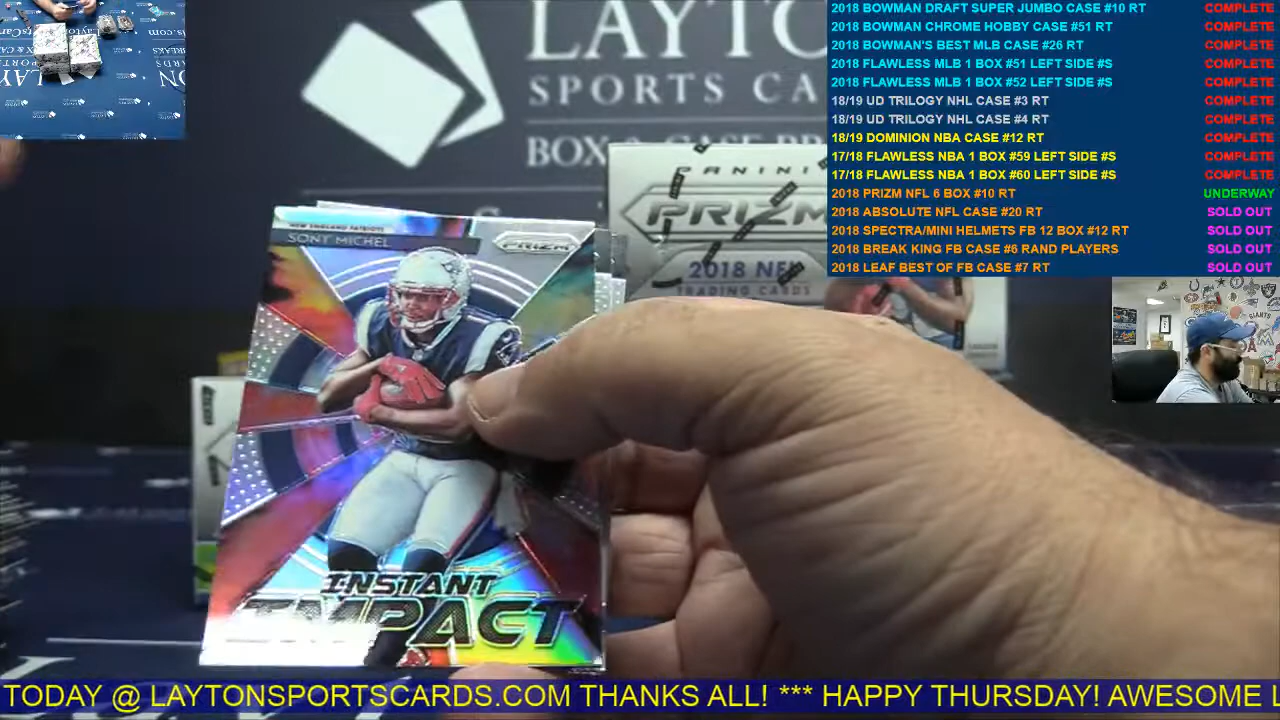 LAYTO
SPORTS CA
BOX & CASE
2018 BOWMAN DRAFT SUPER JUMBO CASE #10 RT COMPLETE
2018 BOWMAN CHROME HOBBY CASE #51 RT COMPLETE
2018 BOWMAN'S BEST MLB CASE #26 RT COMPLETE
2018 FLAWLESS MLB 1 BOX #51 LEFT SIDE #S COMPLETE
2018 FLAWLESS MLB 1 BOX #52 LEFT SIDE #S COMPLETE
18/19 UD TRILOGY NHL CASE #3 RT COMPLETE
18/19 UD TRILOGY NHL CASE #4 RT COMPLETE
18/19 DOMINION NBA CASE #12 RT COMPLETE
17/18 FLAWLESS NBA 1 BOX #59 LEFT SIDE #S COMPLETE
17/18 FLAWLESS NBA 1 BOX #60 LEFT SIDE #S COMPLETE
2018 PRIZM NFL 6 BOX #10 RT UNDERWAY
2018 ABSOLUTE NFL CASE #20 RT SOLD OUT
2018 SPECTRA/MINI HELMETS FB 12 BOX #12 RT SOLD OUT
2018 BREAK KING FB CASE #6 RAND PLAYERS SOLD OUT
2018 LEAF BEST OF FB CASE #7 RT SOLD OUT
PANINI
PRIZM
2018 NFL
TRADING CARDS
NEW ENGLAND PATRIOTS
SONY MICHEL
PRIZM
INSTANT
IMPACT
GIANTS
TODAY @ LAYTONSPORTSCARDS.COM THANKS ALL! *** HAPPY THURSDAY! AWESOME L